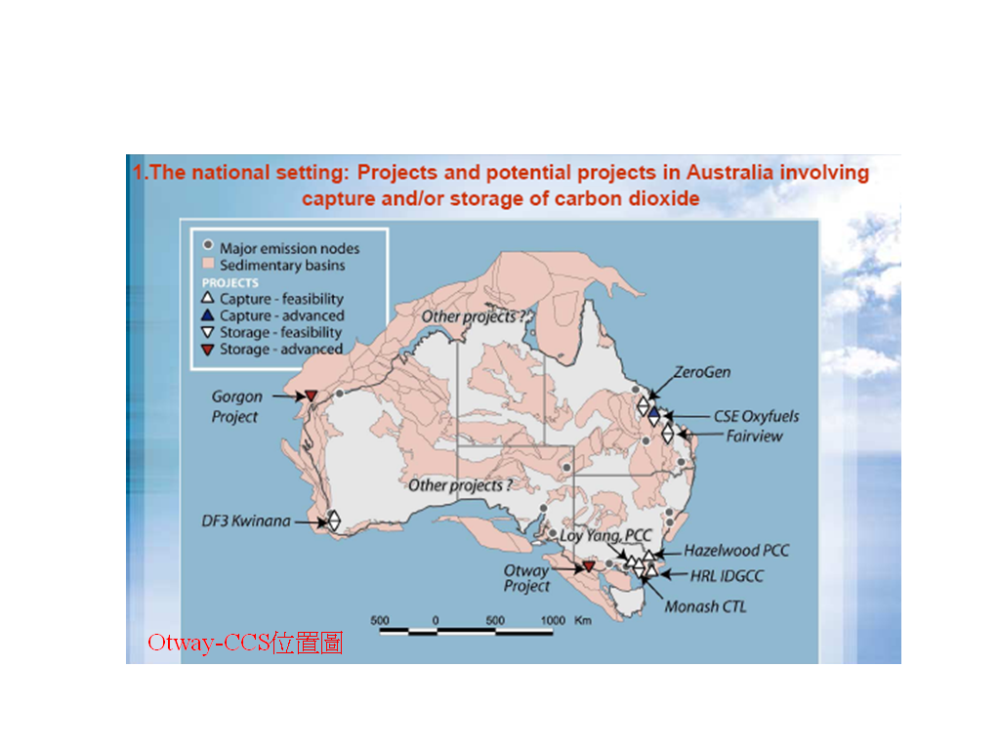 1.The national setting: Projects and potential projects in Australia involving
capture and/or storage of carbon dioxide
Major emission nodes
Sedimentary basins
PROJECTS
Capture - feasibility
Capture - advanced
Storage - feasibility
Storage - advanced
Other projects ?
ZeroGen
Gorgon
Project
CSE Oxyfuels
Fairview
Other projects ?
DF3 Kwinana
Loy Yang, PCC
Hazelwood PCC
Otway
Project
HRL IDGCC
Monash CTL
500 0 500 1000 Km
Otway-CCS位置圖